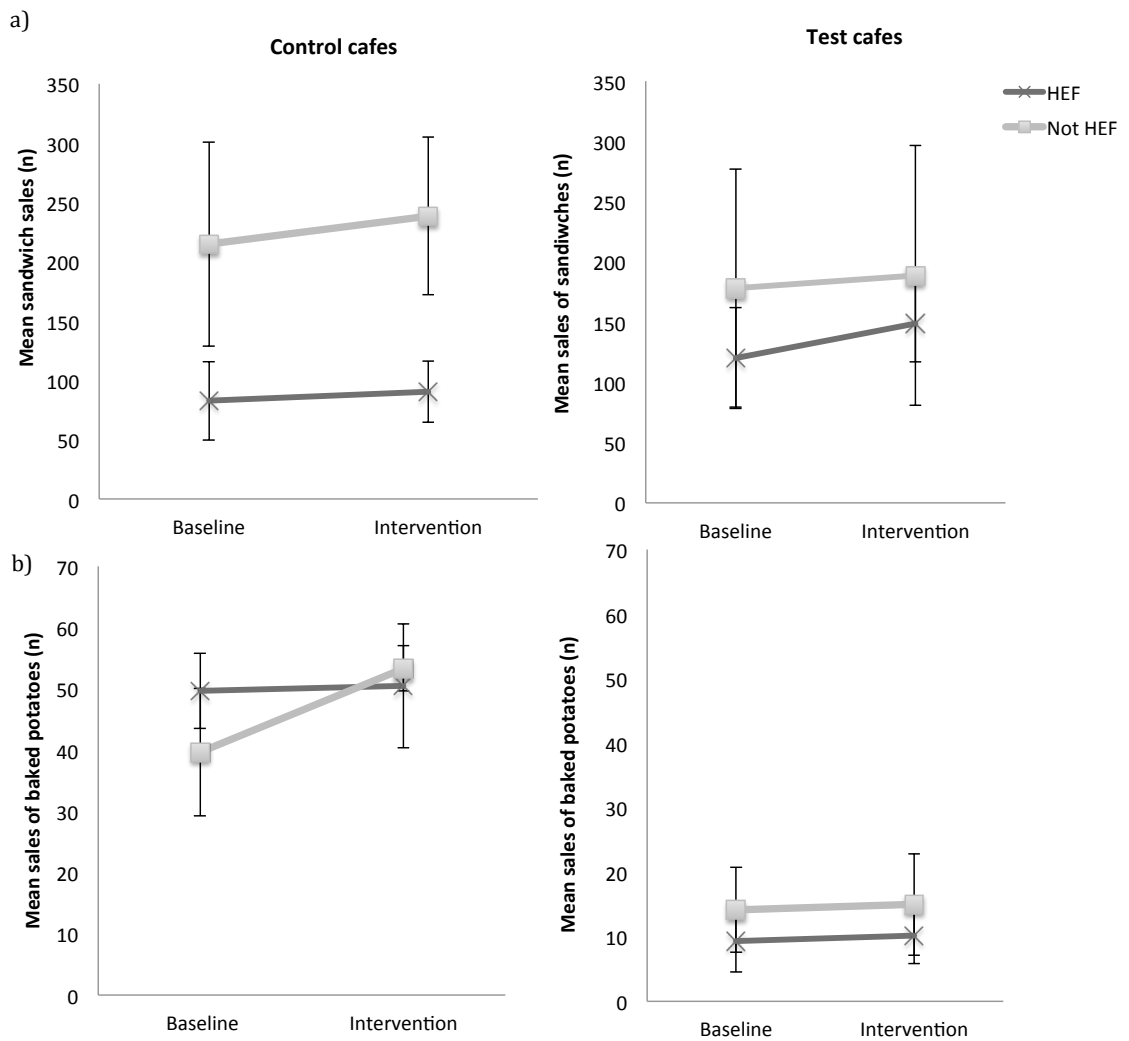 a)
Control cafes
Test cafes
HEF
Not HEF
Mean sandwich sales (n)
350
300
250
200
150
100
50
0
Baseline
Intervention
Mean sales of sandiwches (n)
350
300
250
200
150
100
50
0
Baseline
Intervention
b)
Mean sales of baked potatoes (n)
70
60
50
40
30
20
10
0
Baseline
Intervention
Mean sales of baked potatoes (n)
70
60
50
40
30
20
10
0
Baseline
Intervention